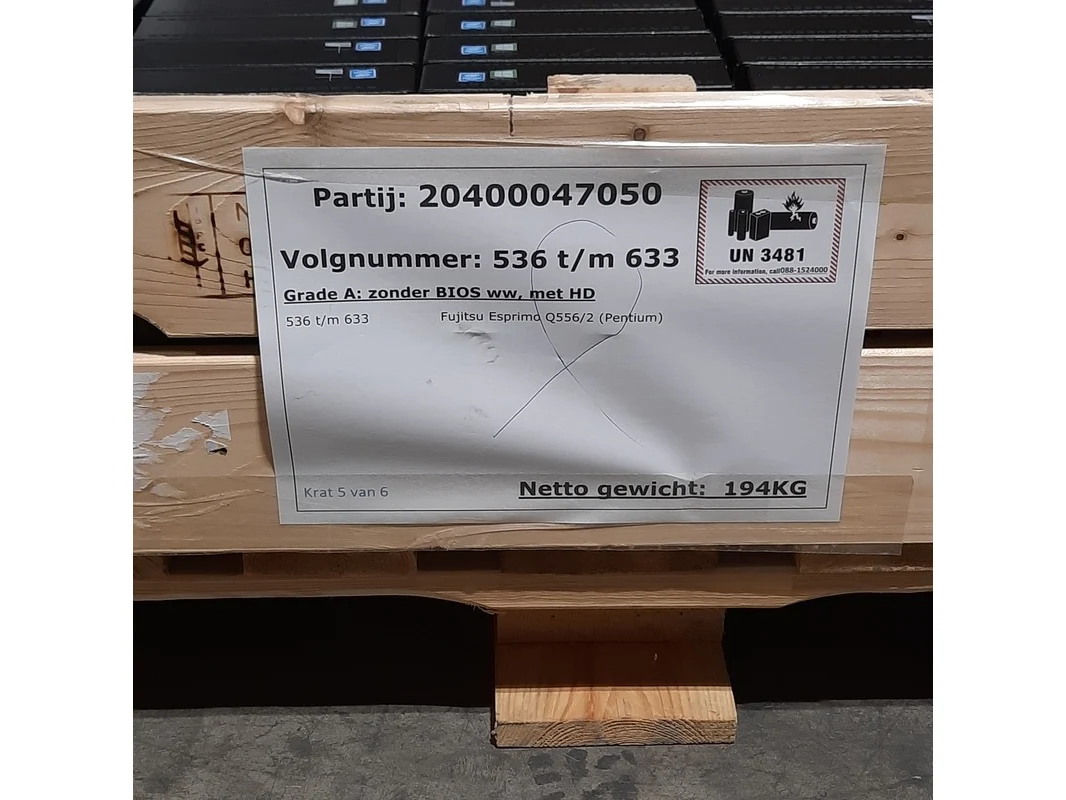 Partij: 20400047050
UN 3481
For more information, call 088-1524000
Volgnummer: 536 t/m 633
Grade A: zonder BIOS ww, met HD
536 t/m 633 Fujitsu Esprimo Q556/2 (Pentium)
Krat 5 van 6
Netto gewicht: 194KG